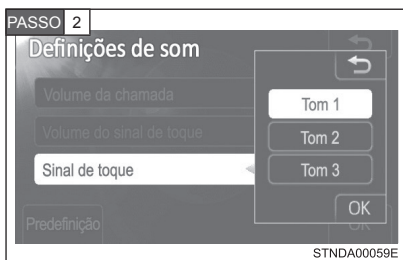 PASSO 2
Definições de som
Volume da chamada
Tom 1
Volume do sinal de toque
Tom 2
Sinal de toque
Tom 3
Predefinição
OK
OK
STNDA00059E